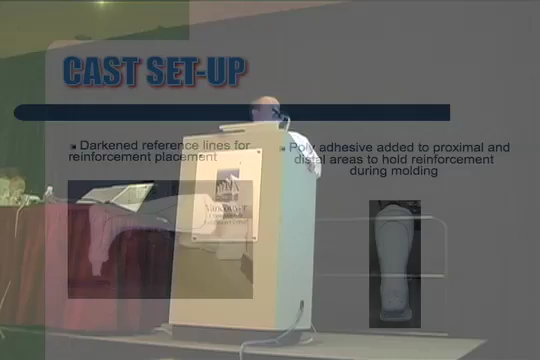 CAST SET-UP
Darkened reference lines for
reinforcement placement
Poly adhesive added to proximal and
distal areas to hold reinforcement
during molding
Vancouver